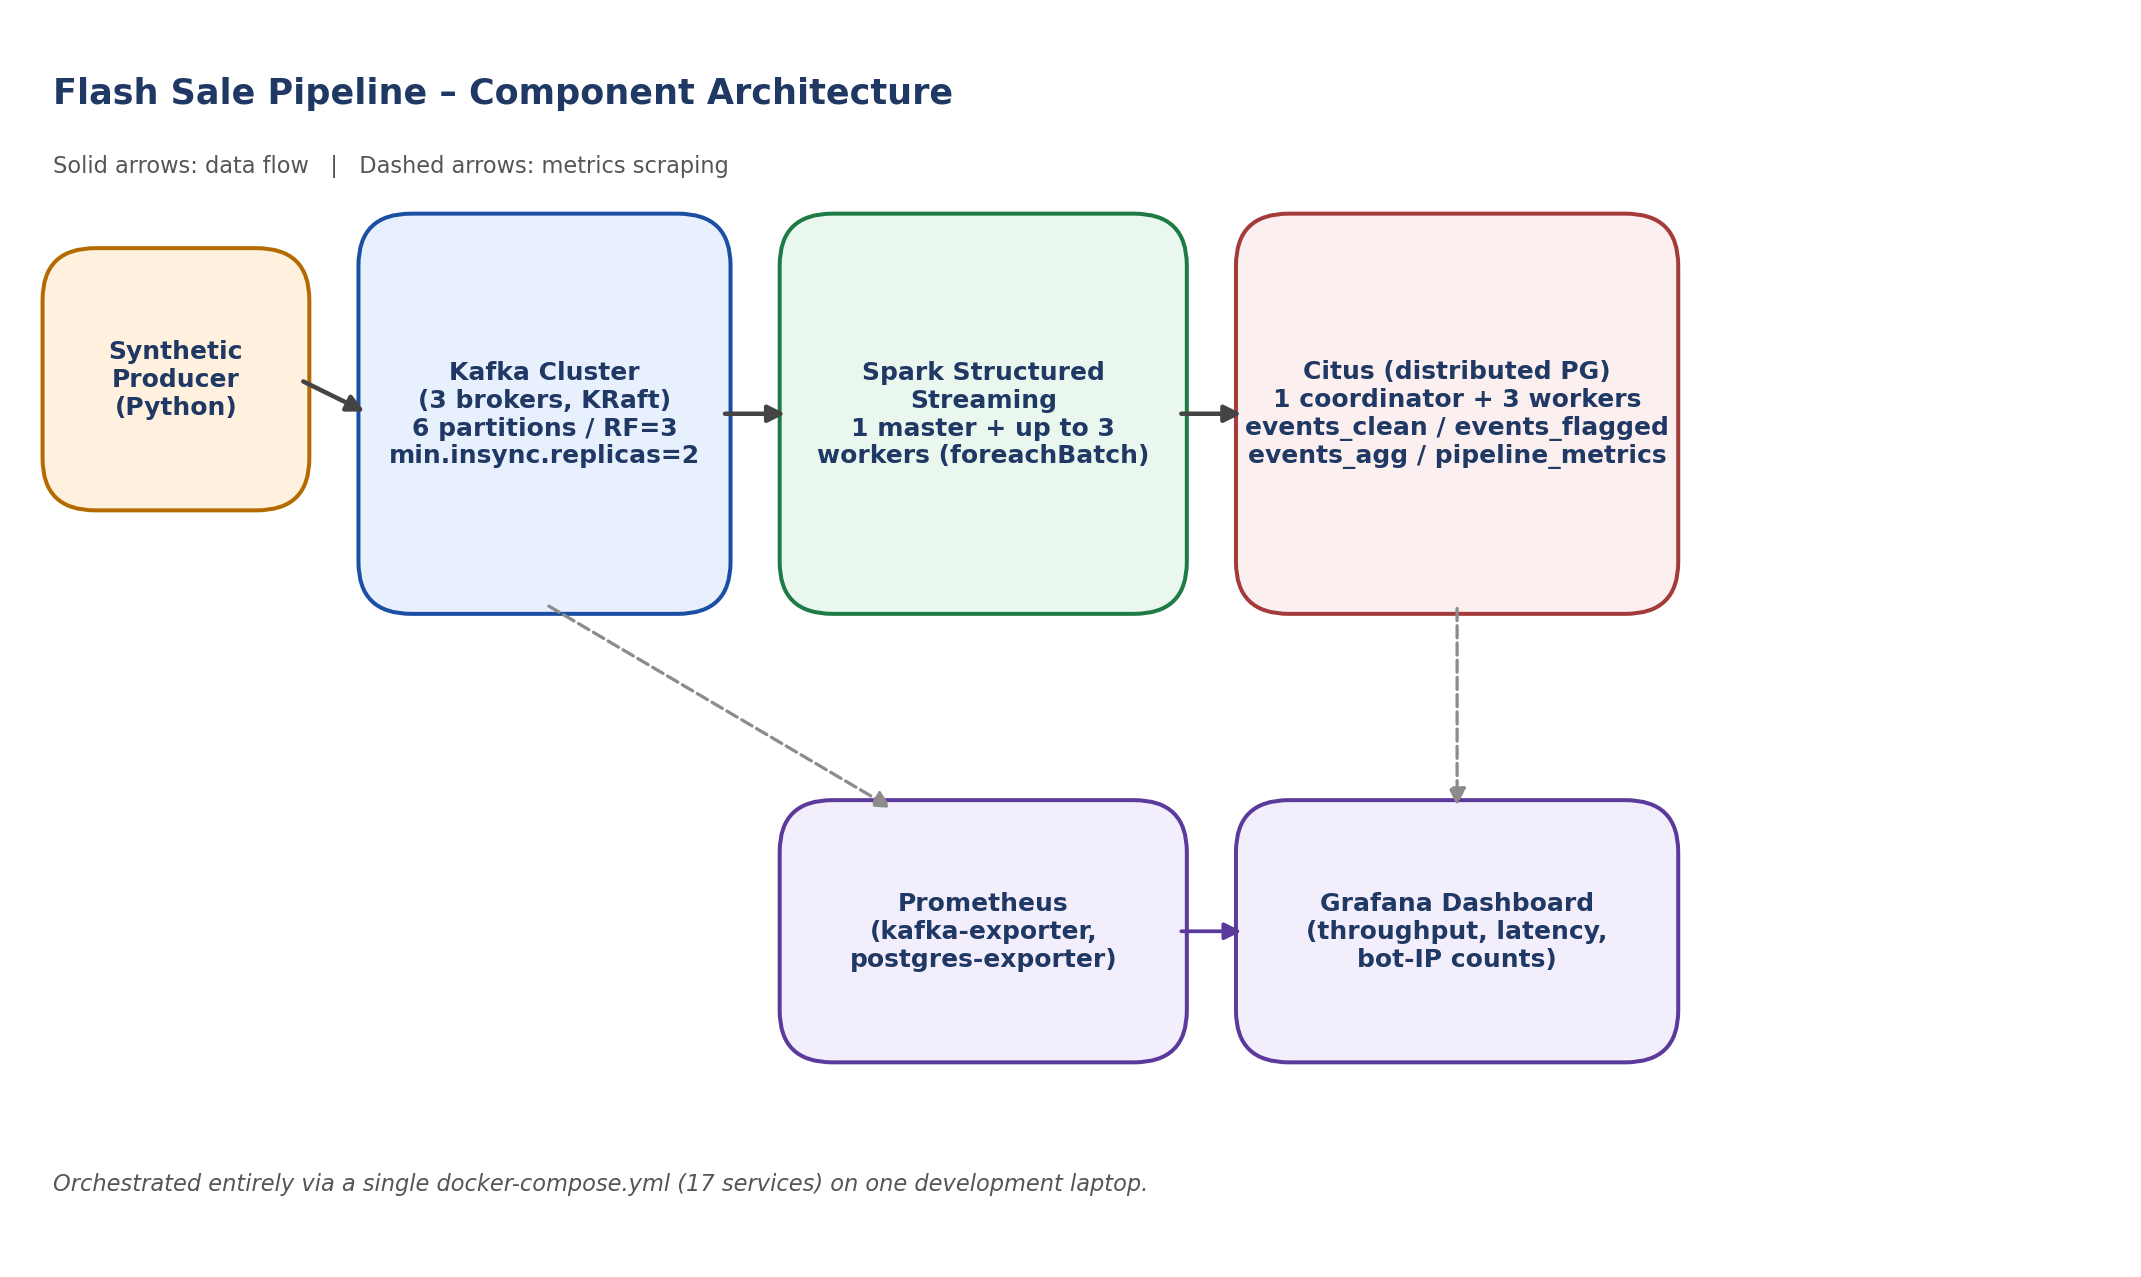 Flash Sale Pipeline – Component Architecture
Solid arrows: data flow | Dashed arrows: metrics scraping
Synthetic
Producer
(Python)
Kafka Cluster
(3 brokers, KRaft)
6 partitions / RF=3
min.insync.replicas=2
Spark Structured
Streaming
1 master + up to 3
workers (foreachBatch)
Citus (distributed PG)
1 coordinator + 3 workers
events_clean / events_flagged
events_agg / pipeline_metrics
Prometheus
(kafka-exporter,
postgres-exporter)
Grafana Dashboard
(throughput, latency,
bot-IP counts)
Orchestrated entirely via a single docker-compose.yml (17 services) on one development laptop.